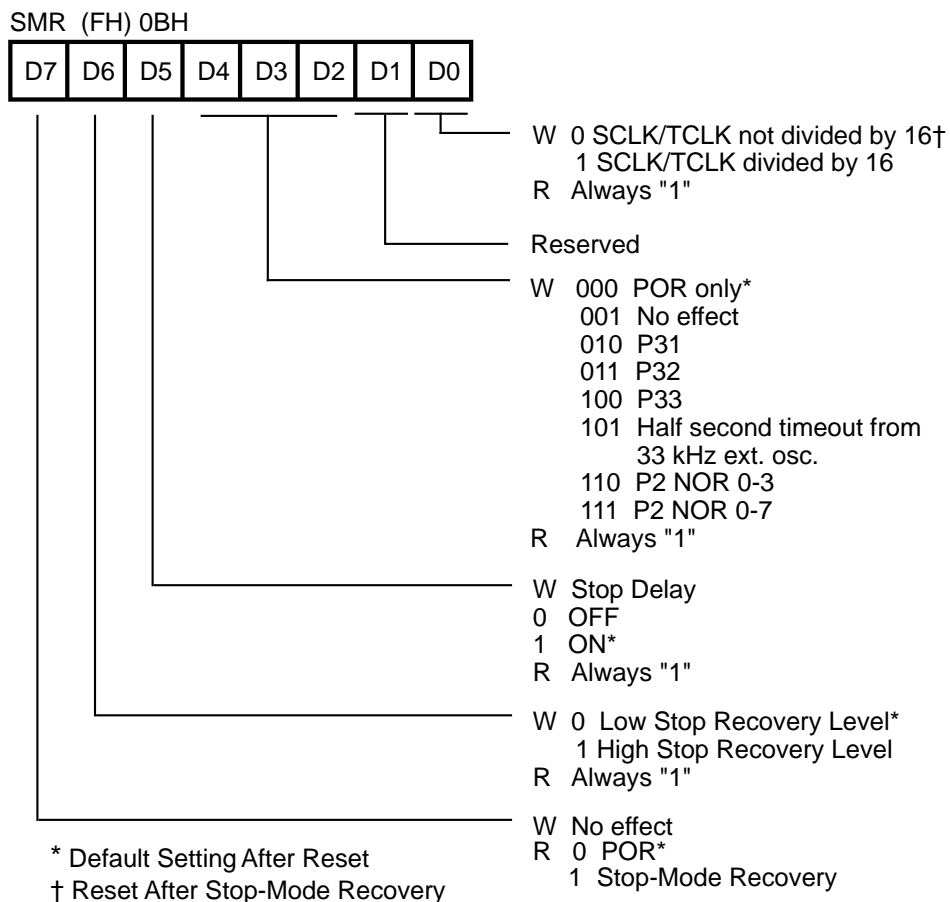 SMR (FH) 0BH
D7 D6 D5 D4 D3 D2 D1 D0
W 0 SCLK/TCLK not divided by 16†
1 SCLK/TCLK divided by 16
R Always "1"
Reserved
W 000 POR only*
001 No effect
010 P31
011 P32
100 P33
101 Half second timeout from
33 kHz ext. osc.
110 P2 NOR 0-3
111 P2 NOR 0-7
R Always "1"
W Stop Delay
0 OFF
1 ON*
R Always "1"
W 0 Low Stop Recovery Level*
1 High Stop Recovery Level
R Always "1"
W No effect
R 0 POR*
1 Stop-Mode Recovery
* Default Setting After Reset
† Reset After Stop-Mode Recovery